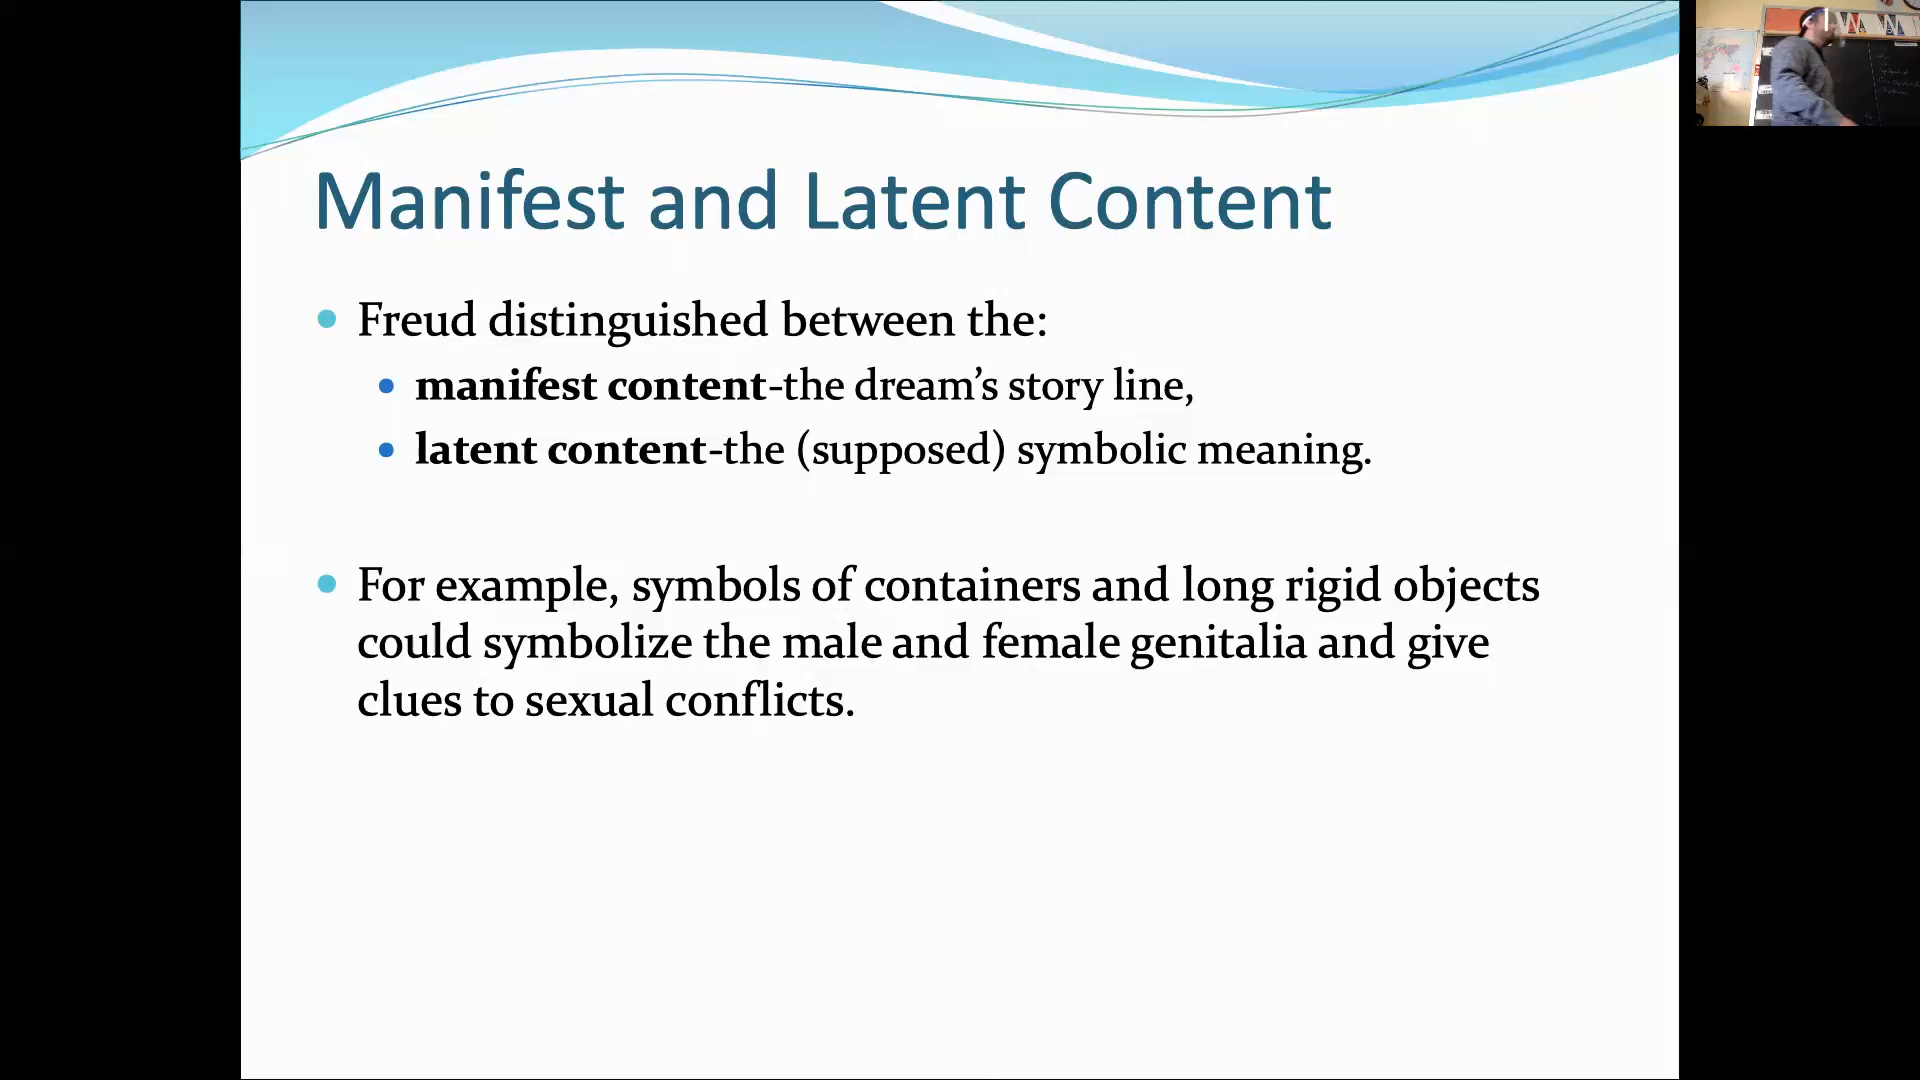 Manifest and Latent Content
Freud distinguished between the:
manifest content-the dream’s story line,
latent content-the (supposed) symbolic meaning.
For example, symbols of containers and long rigid objects
could symbolize the male and female genitalia and give
clues to sexual conflicts.